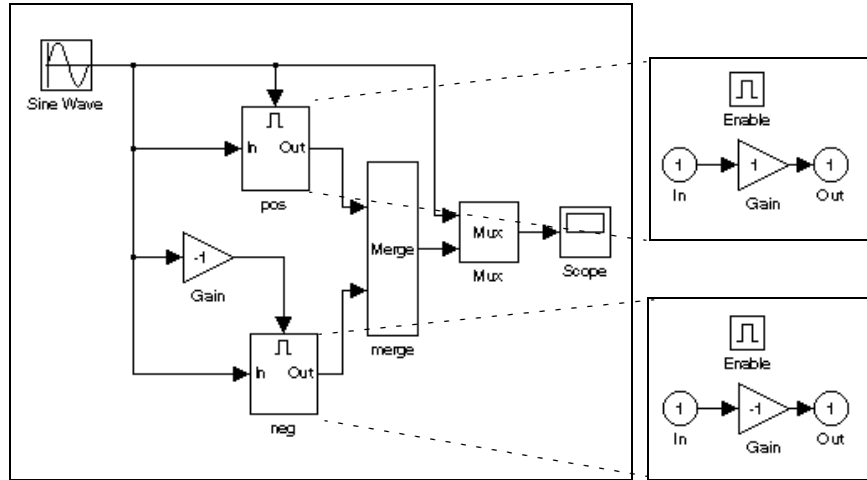 Sine Wave
In Out
pos
-1
Gain
In Out
neg
Merge
merge
Mux
Mux
Scope
Enable
1
In
1
Gain
1
Out
Enable
1
In
-1
Gain
1
Out